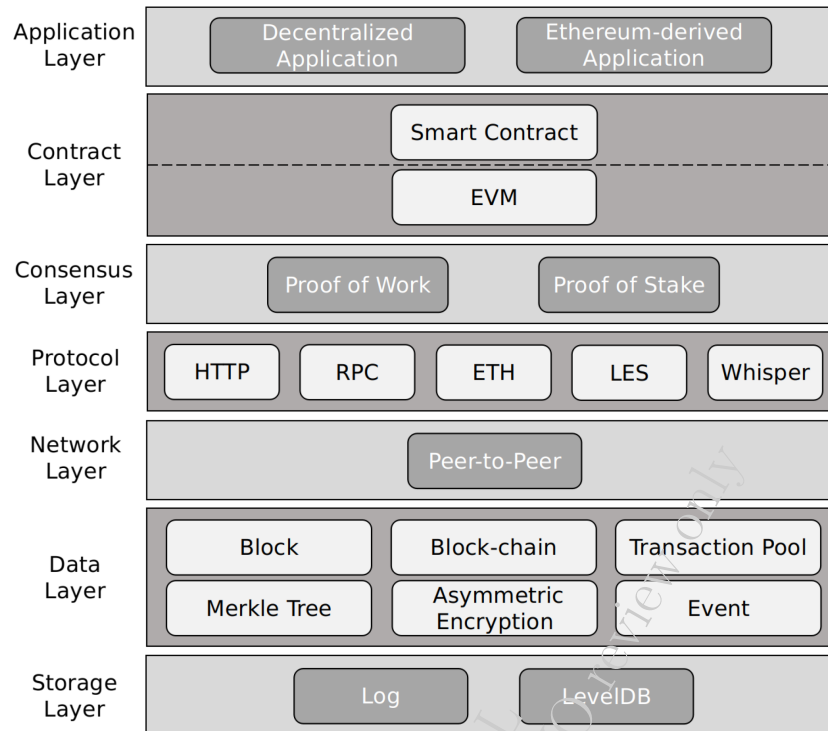 Application
Layer
Decentralized
Application
Ethereum-derived
Application
Contract
Layer
Smart Contract
EVM
Consensus
Layer
Proof of Work
Proof of Stake
Protocol
Layer
HTTP
RPC
ETH
LES
Whisper
Network
Layer
Peer-to-Peer
Data
Layer
Block
Block-chain
Transaction Pool
Merkle Tree
Asymmetric
Encryption
Event
Storage
Layer
Log
LevelDB
review only